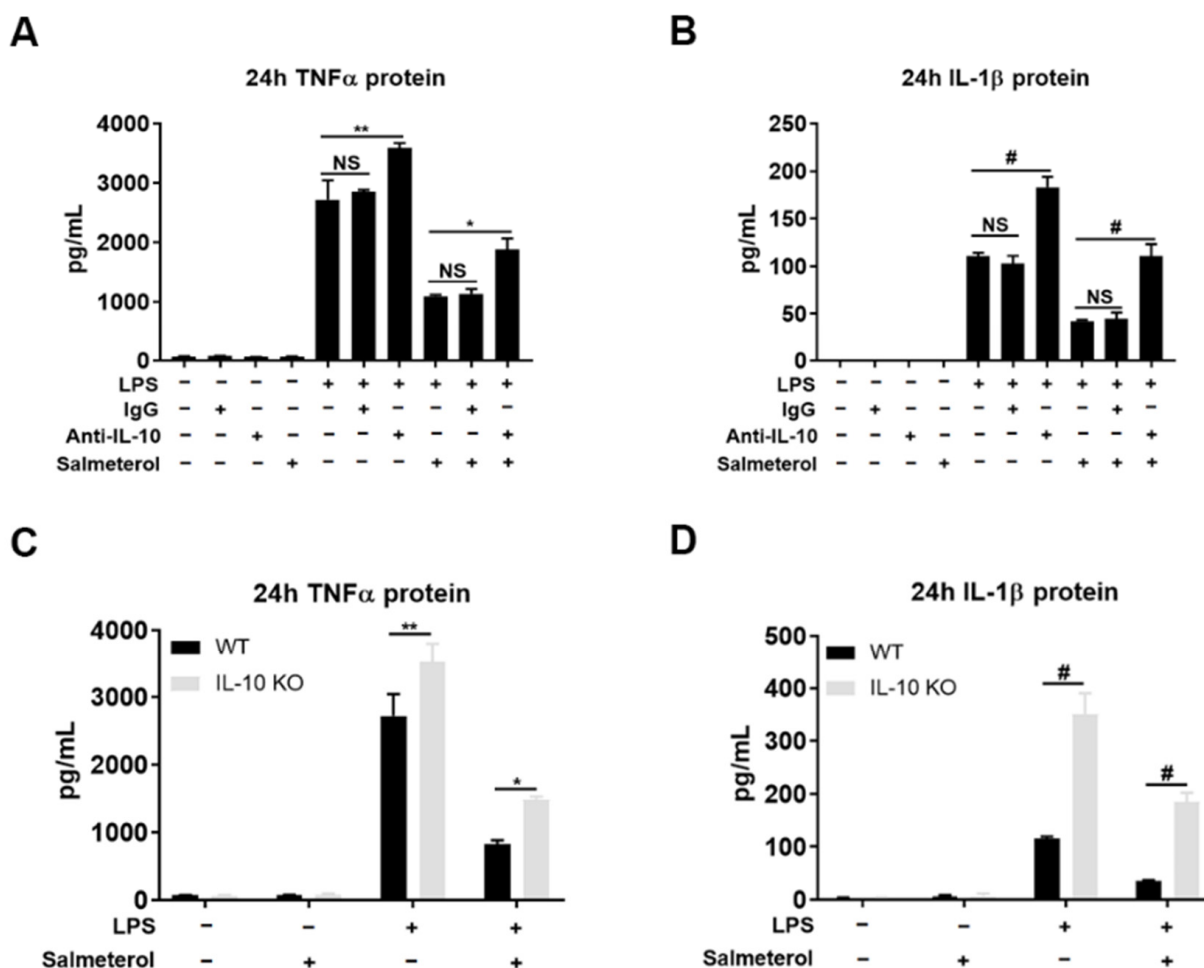 A
24h TNFα protein
pg/mL
4000
3000
2000
1000
0
**
NS
*
NS
LPS − − − − + + + + + +
IgG − + − − − + − − + −
Anti-IL-10 − − + − − − + − − +
Salmeterol − − − + − − − + + +
B
24h IL-1β protein
pg/mL
250
200
150
100
50
0
#
NS
#
NS
LPS − − − − + + + + + +
IgG − + − − − + − − + −
Anti-IL-10 − − + − − − + − − +
Salmeterol − − − + − − − + + +
C
24h TNFα protein
WT
IL-10 KO
pg/mL
4000
3000
2000
1000
0
**
*
LPS − − + +
Salmeterol − + − +
D
24h IL-1β protein
WT
IL-10 KO
pg/mL
500
400
300
200
100
0
#
#
LPS − − + +
Salmeterol − + − +